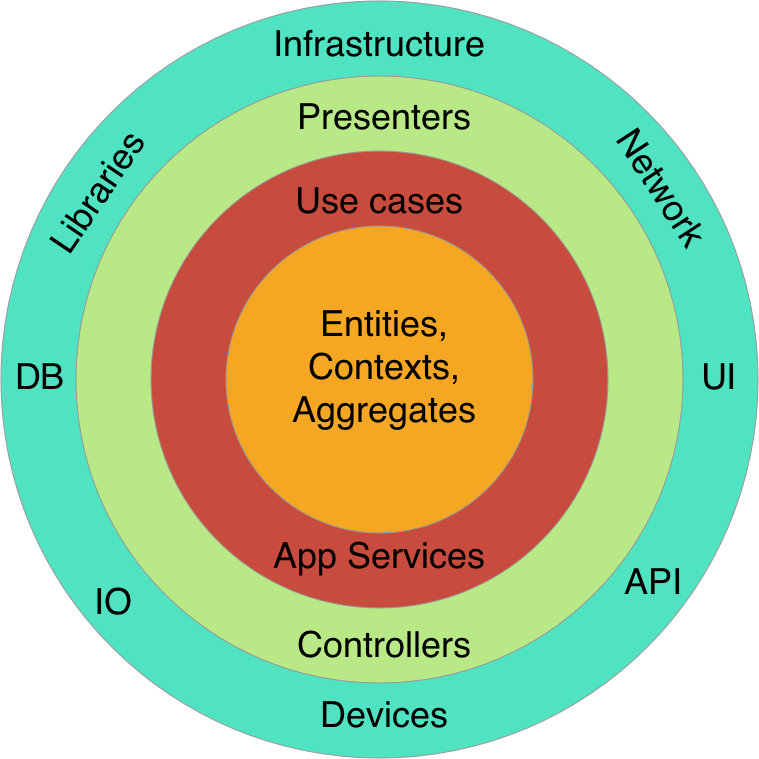 Infrastructure
Presenters
Libraries
Network
Use cases
Entities,
Contexts,
Aggregates
DB
UI
App Services
IO
API
Controllers
Devices